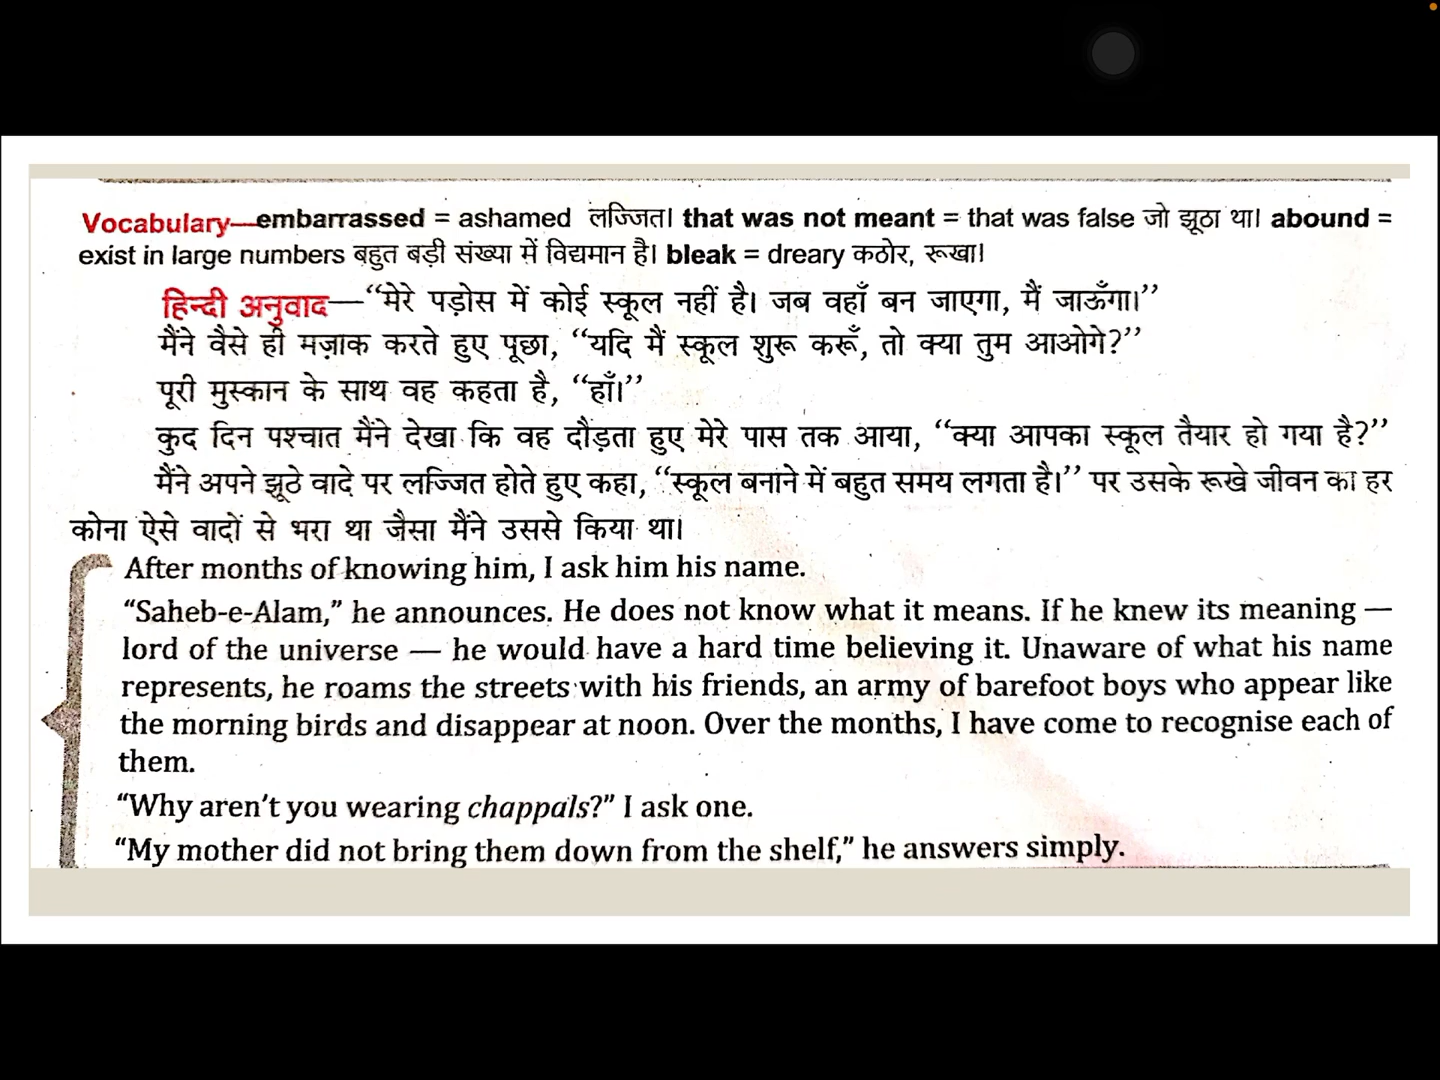 Vocabulary—embarrassed = ashamed लज्जित। that was not meant = that was false जो झूठा था। abound =
exist in large numbers बहुत बड़ी संख्या में विद्यमान है। bleak = dreary कठोर, रूखा।
हिन्दी अनुवाद—“मेरे पड़ोस में कोई स्कूल नहीं है। जब वहाँ बन जाएगा, मैं जाऊँगा।”
मैंने वैसे ही मज़ाक करते हुए पूछा, “यदि मैं स्कूल शुरू करूँ, तो क्या तुम आओगे?”
पूरी मुस्कान के साथ वह कहता है, “हाँ।”
कुद दिन पश्चात मैंने देखा कि वह दौड़ता हुए मेरे पास तक आया, “क्या आपका स्कूल तैयार हो गया है?”
मैंने अपने झूठे वादे पर लज्जित होते हुए कहा, “स्कूल बनाने में बहुत समय लगता है।” पर उसके रूखे जीवन का हर
कोना ऐसे वादों से भरा था जैसा मैंने उससे किया था।
After months of knowing him, I ask him his name.
“Saheb-e-Alam,” he announces. He does not know what it means. If he knew its meaning —
lord of the universe — he would have a hard time believing it. Unaware of what his name
represents, he roams the streets with his friends, an army of barefoot boys who appear like
the morning birds and disappear at noon. Over the months, I have come to recognise each of
them.
“Why aren’t you wearing chappals?” I ask one.
“My mother did not bring them down from the shelf,” he answers simply.